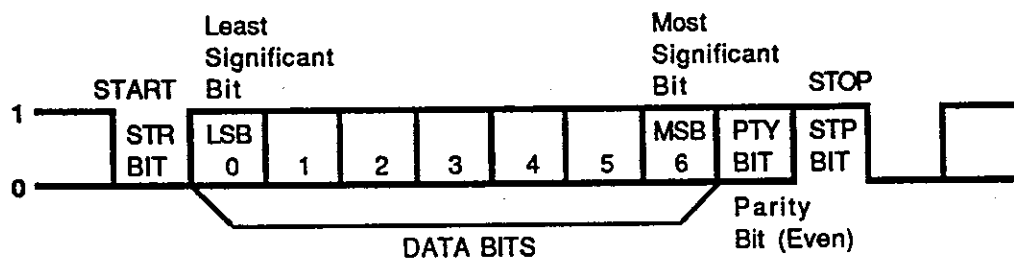 Least
Significant
Bit
Most
Significant
Bit
START
STOP
1
0
STR
BIT
LSB
0
1
2
3
4
5
MSB
6
PTY
BIT
STP
BIT
DATA BITS
Parity
Bit (Even)